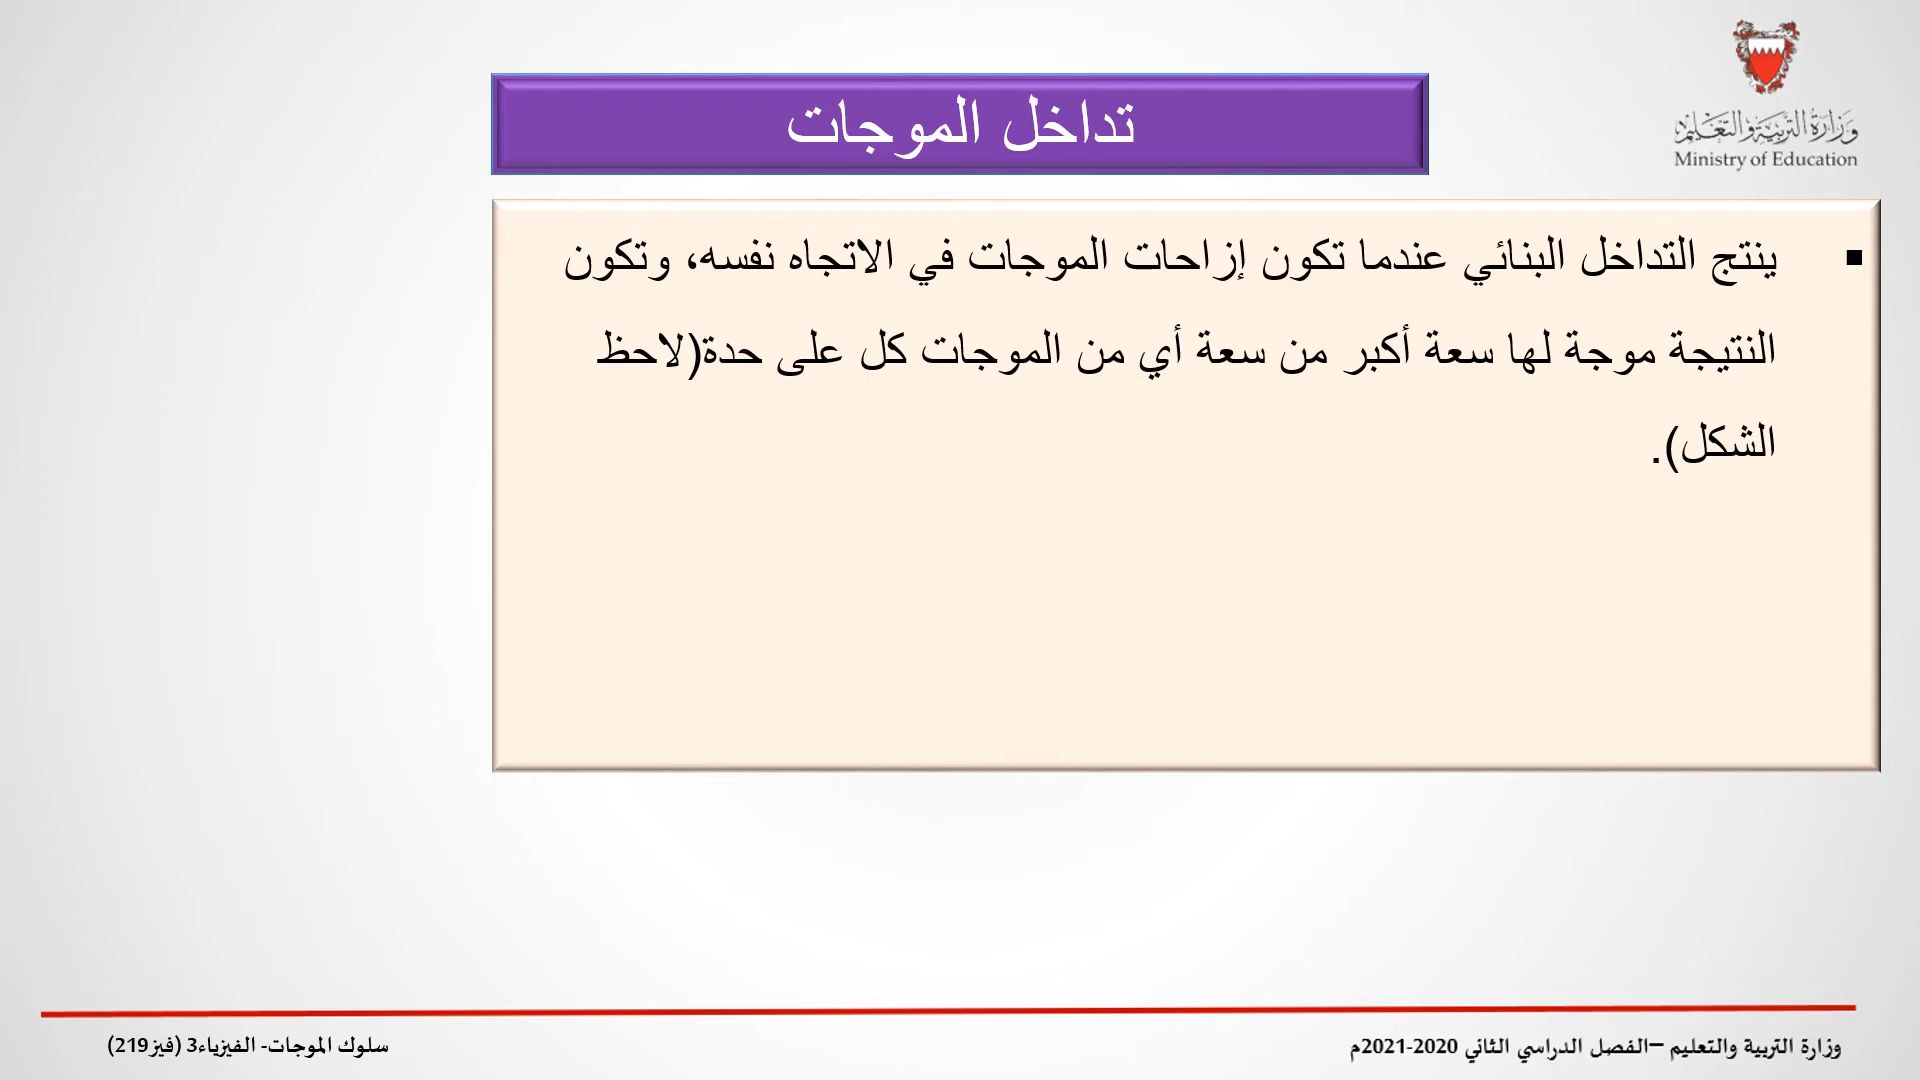 وزارة التربية والتعليم
Ministry of Education
تداخل الموجات
▪ ينتج التداخل البنائي عندما تكون إزاحات الموجات في الاتجاه نفسه، وتكون
النتيجة موجة لها سعة أكبر من سعة أي من الموجات كل على حدة(لاحظ
الشكل).
وزارة التربية والتعليم –الفصل الدراسي الثاني 2020-2021م
سلوك الموجات- الفيزياء3 (فيز219)